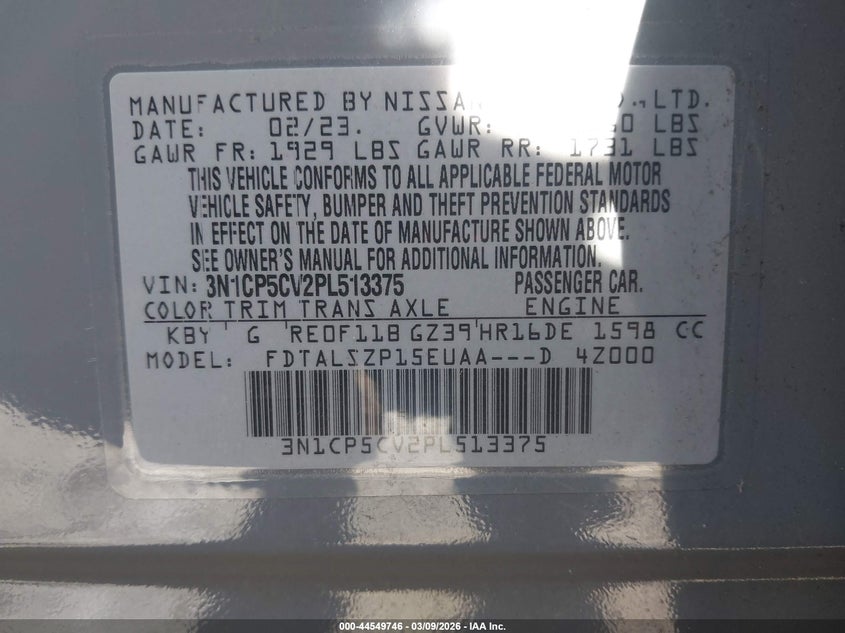 MANUFACTURED BY NISSAN LTD.
DATE: 02/23. GVWR: LBS
GAWR FR: 1929 LBS GAWR RR: 1731 LBS
THIS VEHICLE CONFORMS TO ALL APPLICABLE FEDERAL MOTOR
VEHICLE SAFETY, BUMPER AND THEFT PREVENTION STANDARDS
IN EFFECT ON THE DATE OF MANUFACTURE SHOWN ABOVE.
SEE OWNER'S MANUAL FOR ADDITIONAL INFORMATION.
VIN: 3N1CP5CV2PL513375 PASSENGER CAR.
COLOR TRIM TRANS AXLE ENGINE
KBY G RE0F11B GZ39 HR16DE 1598 CC
MODEL: FDTALSZP15EUAA---D 4Z000
3N1CP5CV2PL513375
000-44549746 - 03/09/2026 - IAA Inc.